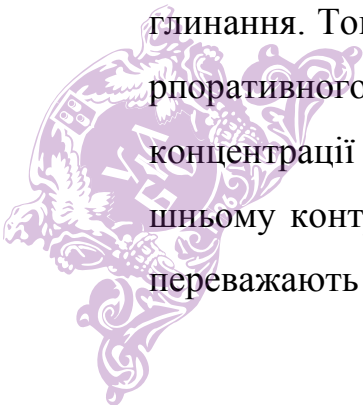 глинання. То
рпоративного
концентрації
шньому конт
переважають